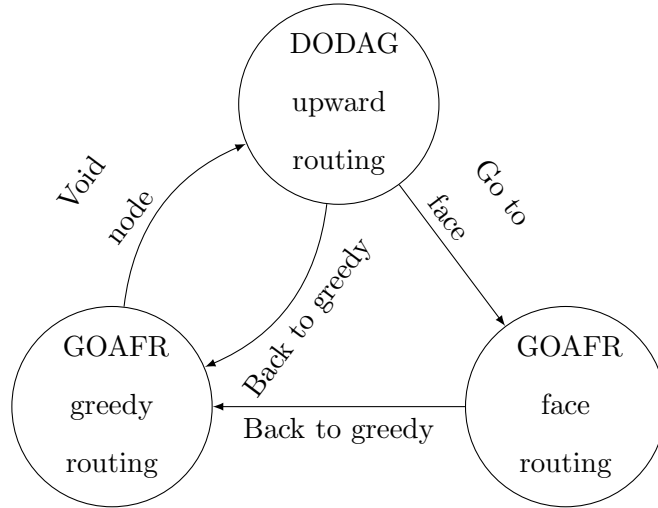 DODAG
upward
routing
Void
node
Go to
face
Back to greedy
GOAFR
greedy
routing
Back to greedy
GOAFR
face
routing